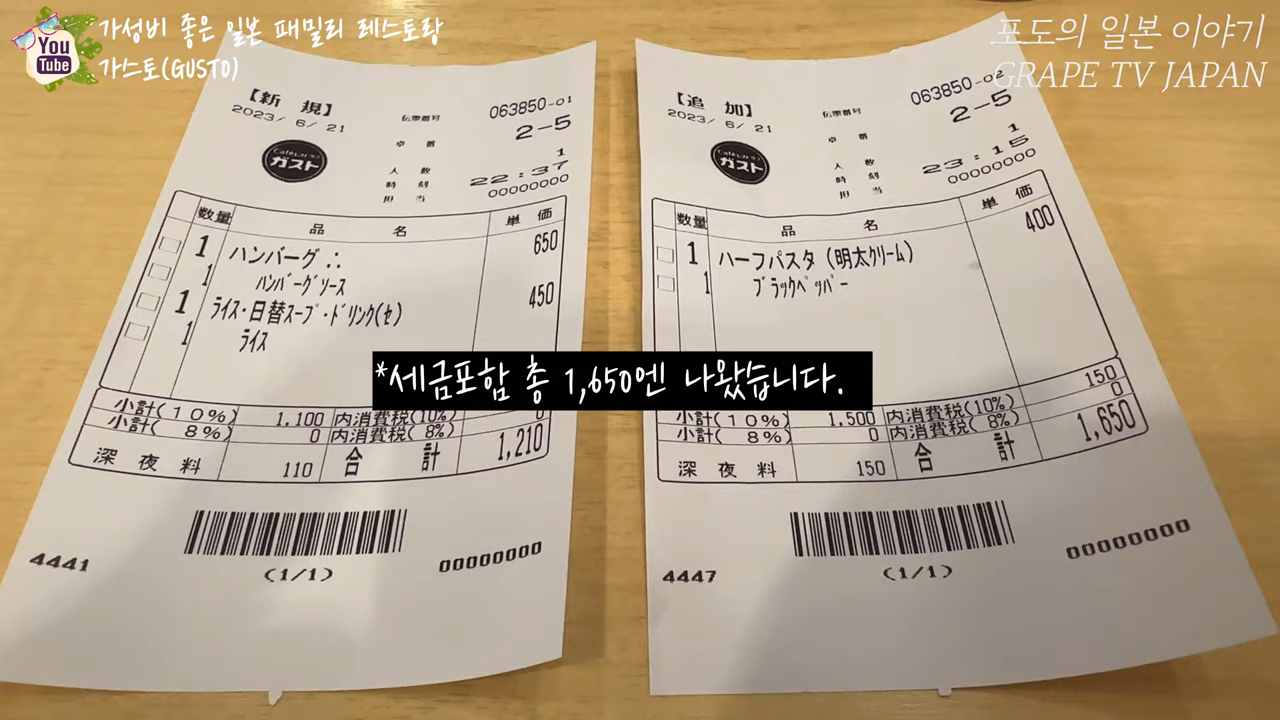 You
Tube
가성비 좋은 일본 패밀리 레스토랑
가스토(GUSTO)
포도의 일본 이야기
GRAPE TV JAPAN
【新 規】
2023/ 6/ 21
伝票番号 063850-01
卓 番 2-5
人 数 1
時 刻 22:37
担 当 00000000
ガスト
数量 品 名 単 価
1 ハンバーグ∴ 650
1 ハンバーグソース
1 ライス・日替スープ・ドリンク(セ) 450
1 ライス
小計(10%) 1,100 内消費税(10%)
小計( 8%) 0 内消費税( 8%) 0
深 夜 料 110 合 計 1,210
4441 (1/1) 00000000
【追 加】
2023/ 6/ 21
伝票番号 063850-02
卓 番 2-5
人 数 1
時 刻 23:15
担 当 00000000
ガスト
数量 品 名 単 価
1 ハーフパスタ(明太クリーム) 400
1 ブラックペッパー
小計(10%) 1,500 内消費税(10%) 150
小計( 8%) 0 内消費税( 8%) 0
深 夜 料 150 合 計 1,650
4447 (1/1) 00000000
*세금포함 총 1,650엔 나왔습니다.